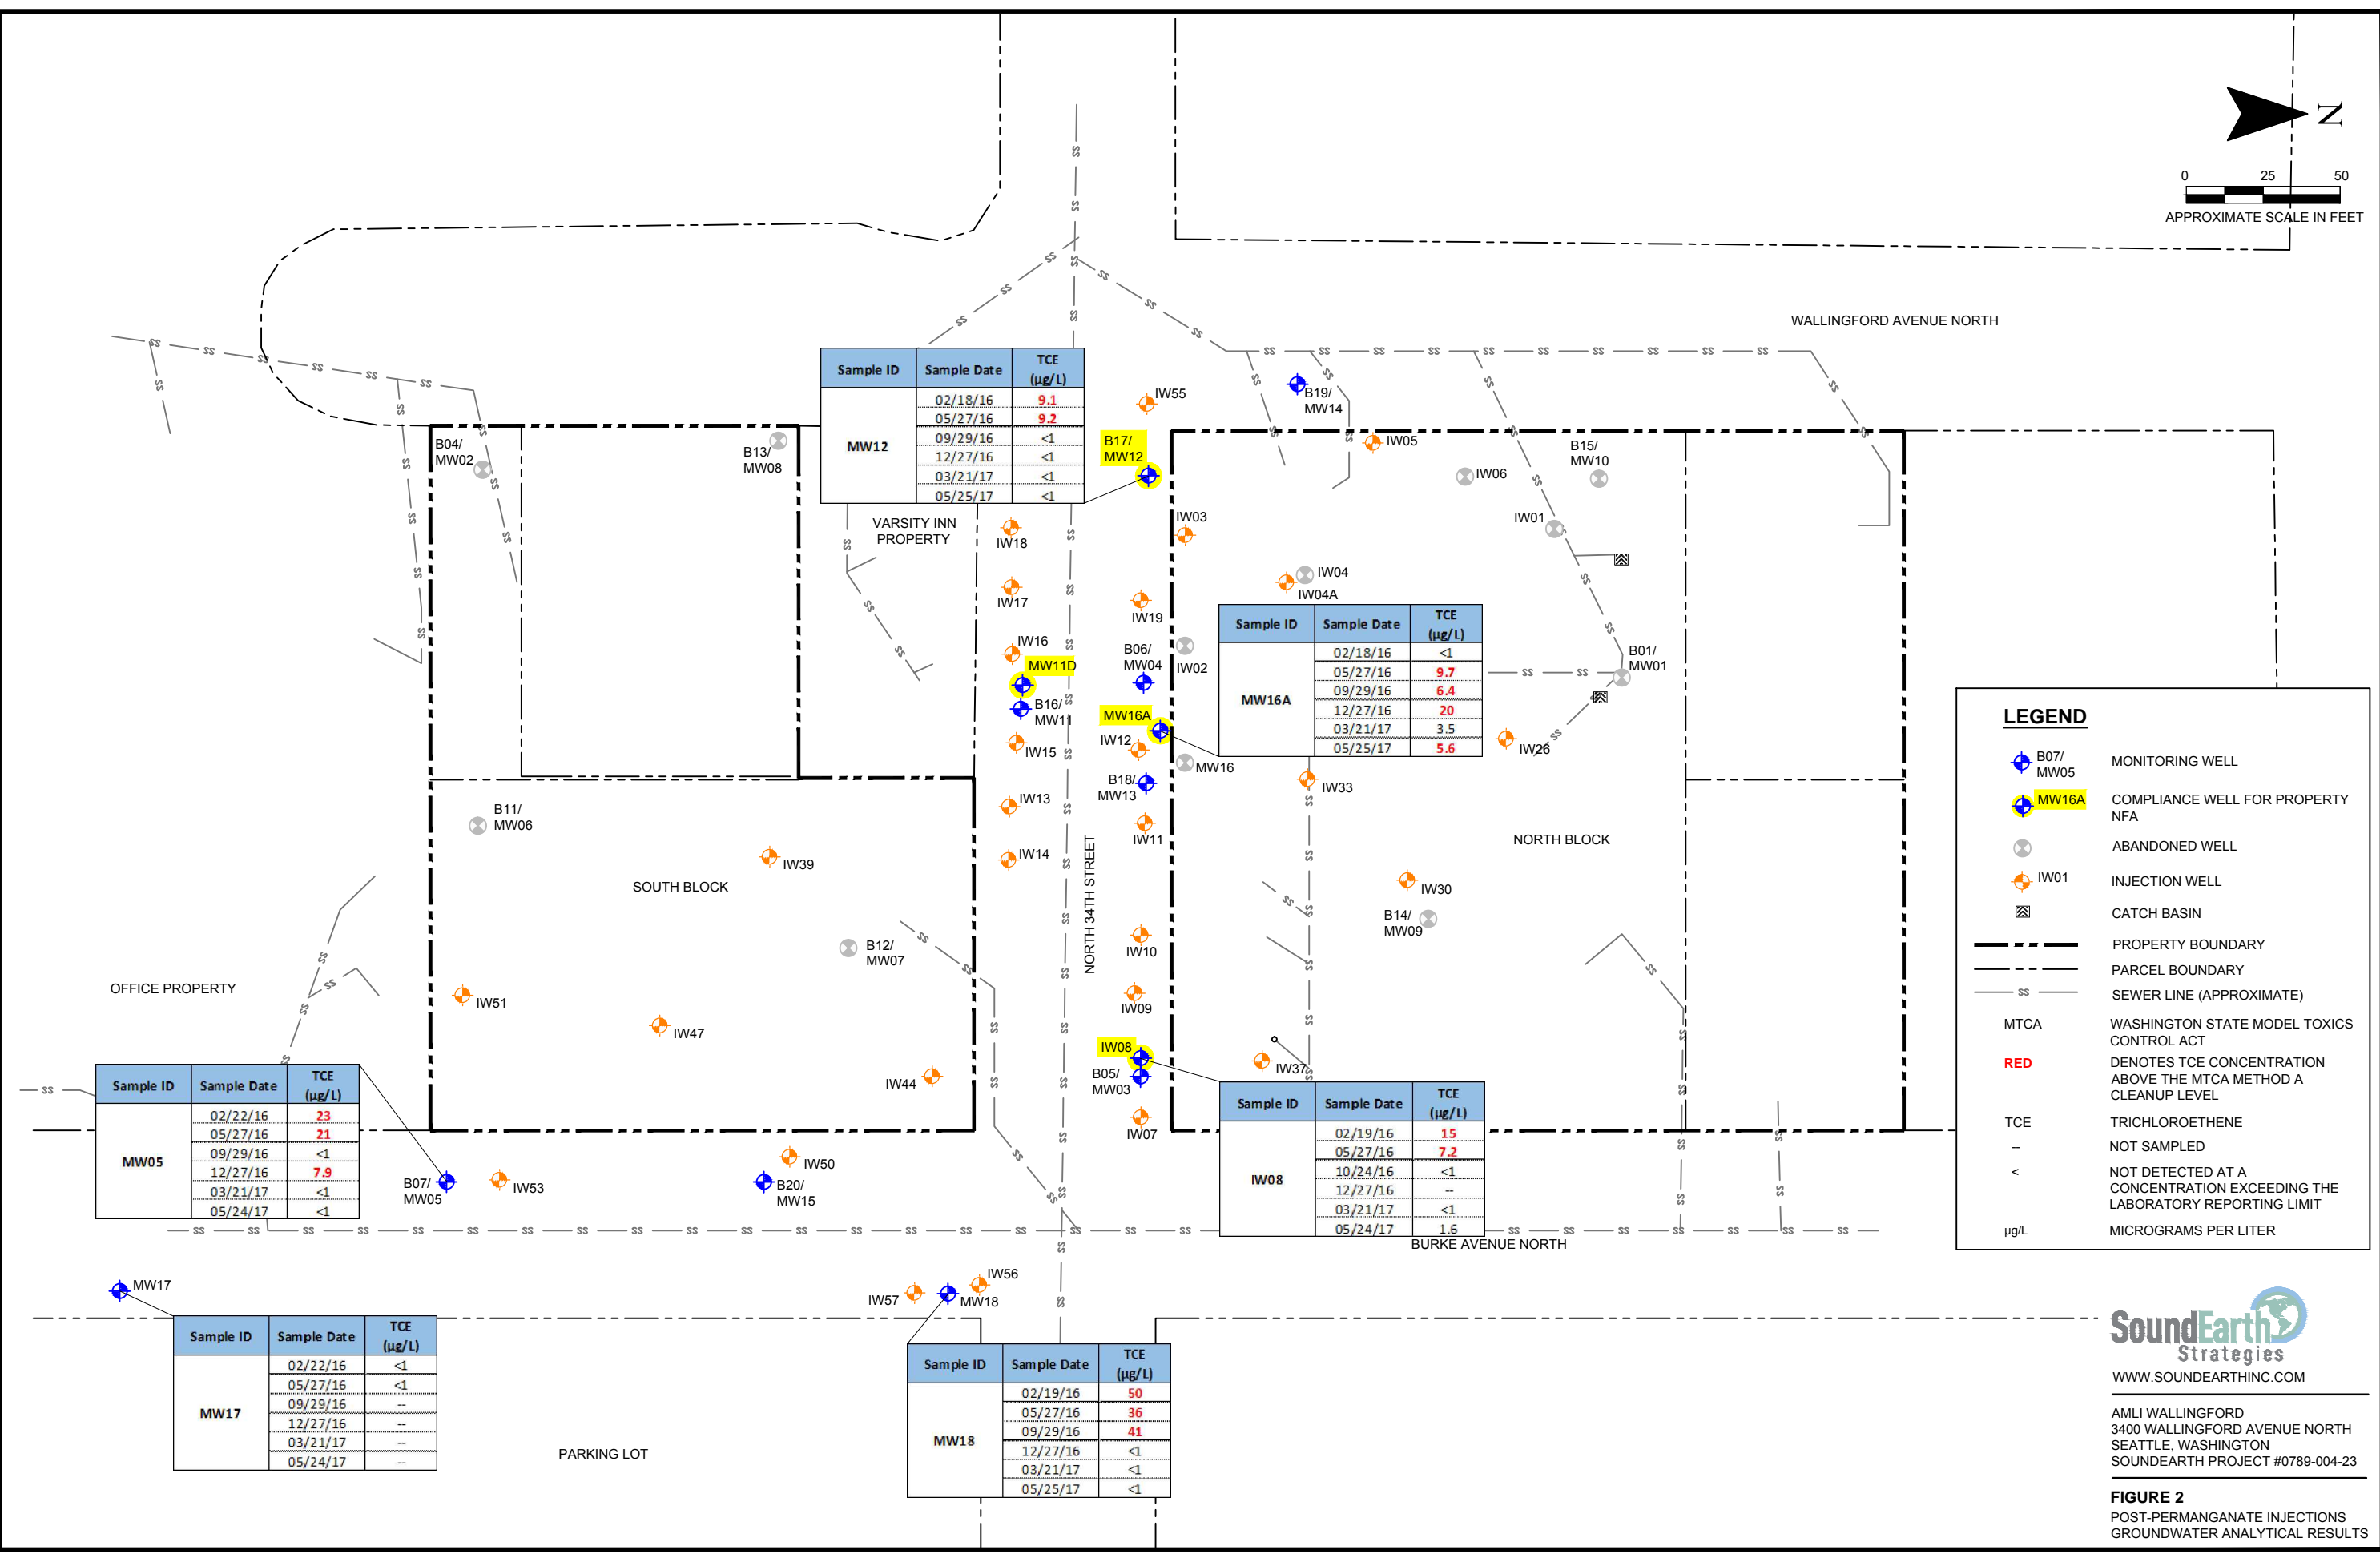 N
0 25 50
APPROXIMATE SCALE IN FEET
WALLINGFORD AVENUE NORTH
Sample ID Sample Date TCE (µg/L)
MW12
02/18/16 9.1
05/27/16 9.2
09/29/16 <1
12/27/16 <1
03/21/17 <1
05/25/17 <1
IW55
B19/
MW14
B04/
MW02
B13/
MW08
B17/
MW12
IW05
IW06
B15/
MW10
VARSITY INN
PROPERTY
IW18
IW03
IW01
IW17
IW19
IW04
IW04A
IW16
MW11D
B16/
MW11
IW15
B06/
MW04
IW02
MW16A
IW12
MW16
B18/
MW13
Sample ID Sample Date TCE (µg/L)
MW16A
02/18/16 <1
05/27/16 9.7
09/29/16 6.4
12/27/16 20
03/21/17 3.5
05/25/17 5.6
B01/
MW01
IW26
IW33
B11/
MW06
IW13
IW11
IW14
IW39
SOUTH BLOCK
NORTH 34TH STREET
NORTH BLOCK
IW30
B14/
MW09
B12/
MW07
IW10
OFFICE PROPERTY
IW51
IW47
IW09
IW44
IW08
B05/
MW03
IW07
IW37
Sample ID Sample Date TCE (µg/L)
MW05
02/22/16 23
05/27/16 21
09/29/16 <1
12/27/16 7.9
03/21/17 <1
05/24/17 <1
B07/
MW05
IW53
IW50
B20/
MW15
Sample ID Sample Date TCE (µg/L)
IW08
02/19/16 15
05/27/16 7.2
10/24/16 <1
12/27/16 --
03/21/17 <1
05/24/17 1.6
BURKE AVENUE NORTH
MW17
IW57
IW56
MW18
Sample ID Sample Date TCE (µg/L)
MW17
02/22/16 <1
05/27/16 <1
09/29/16 --
12/27/16 --
03/21/17 --
05/24/17 --
PARKING LOT
Sample ID Sample Date TCE (µg/L)
MW18
02/19/16 50
05/27/16 36
09/29/16 41
12/27/16 <1
03/21/17 <1
05/25/17 <1
LEGEND
B07/
MW05
MONITORING WELL
MW16A COMPLIANCE WELL FOR PROPERTY
NFA
ABANDONED WELL
IW01 INJECTION WELL
CATCH BASIN
PROPERTY BOUNDARY
PARCEL BOUNDARY
SS SEWER LINE (APPROXIMATE)
MTCA WASHINGTON STATE MODEL TOXICS
CONTROL ACT
RED DENOTES TCE CONCENTRATION
ABOVE THE MTCA METHOD A
CLEANUP LEVEL
TCE TRICHLOROETHENE
-- NOT SAMPLED
< NOT DETECTED AT A
CONCENTRATION EXCEEDING THE
LABORATORY REPORTING LIMIT
µg/L MICROGRAMS PER LITER
SoundEarth
Strategies
WWW.SOUNDEARTHINC.COM
AMLI WALLINGFORD
3400 WALLINGFORD AVENUE NORTH
SEATTLE, WASHINGTON
SOUNDEARTH PROJECT #0789-004-23
FIGURE 2
POST-PERMANGANATE INJECTIONS
GROUNDWATER ANALYTICAL RESULTS